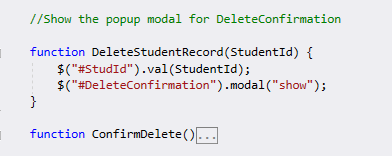 //Show the popup modal for DeleteConfirmation
function DeleteStudentRecord(StudentId) {
$("#StudId").val(StudentId);
$("#DeleteConfirmation").modal("show");
}
function ConfirmDelete()...